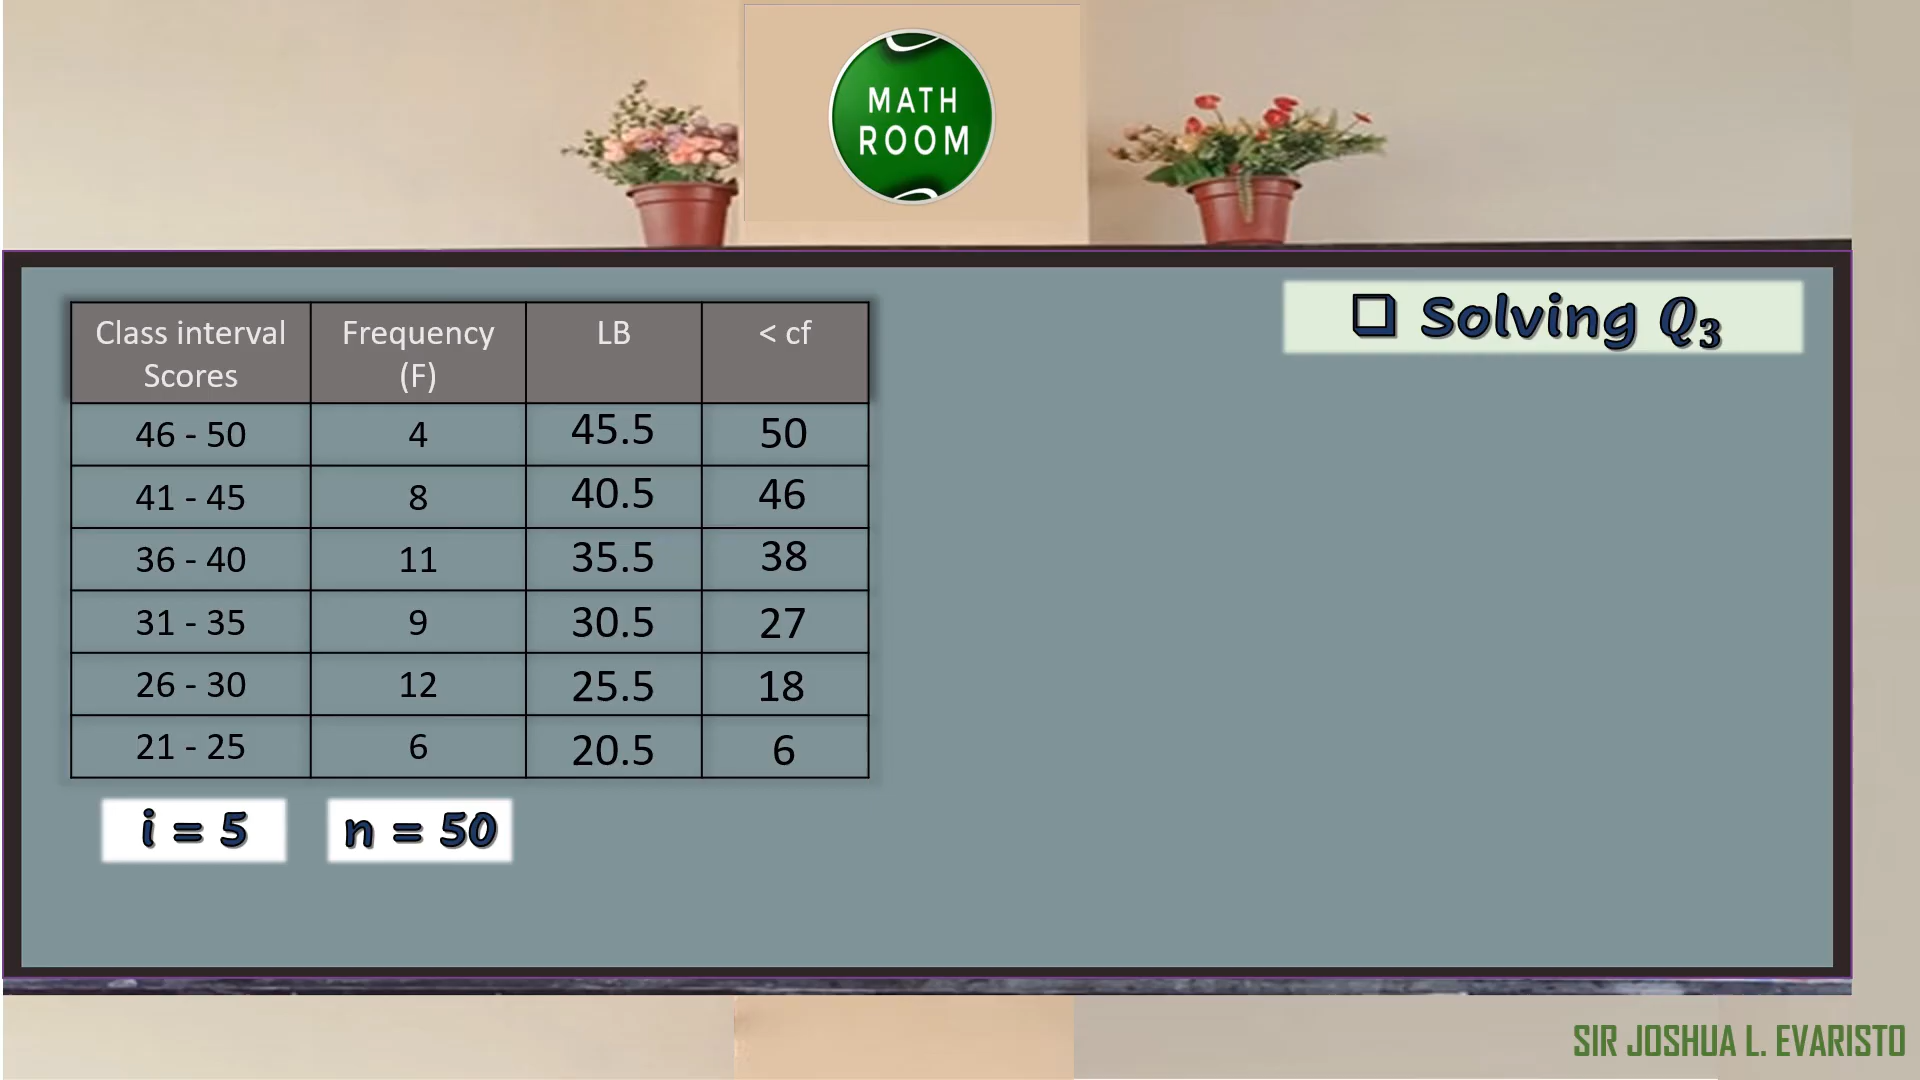 MATH
ROOM
❑ Solving Q₃
Class interval Scores | Frequency (F) | LB | < cf
46 - 50 | 4 | 45.5 | 50
41 - 45 | 8 | 40.5 | 46
36 - 40 | 11 | 35.5 | 38
31 - 35 | 9 | 30.5 | 27
26 - 30 | 12 | 25.5 | 18
21 - 25 | 6 | 20.5 | 6
i = 5 n = 50
SIR JOSHUA L. EVARISTO